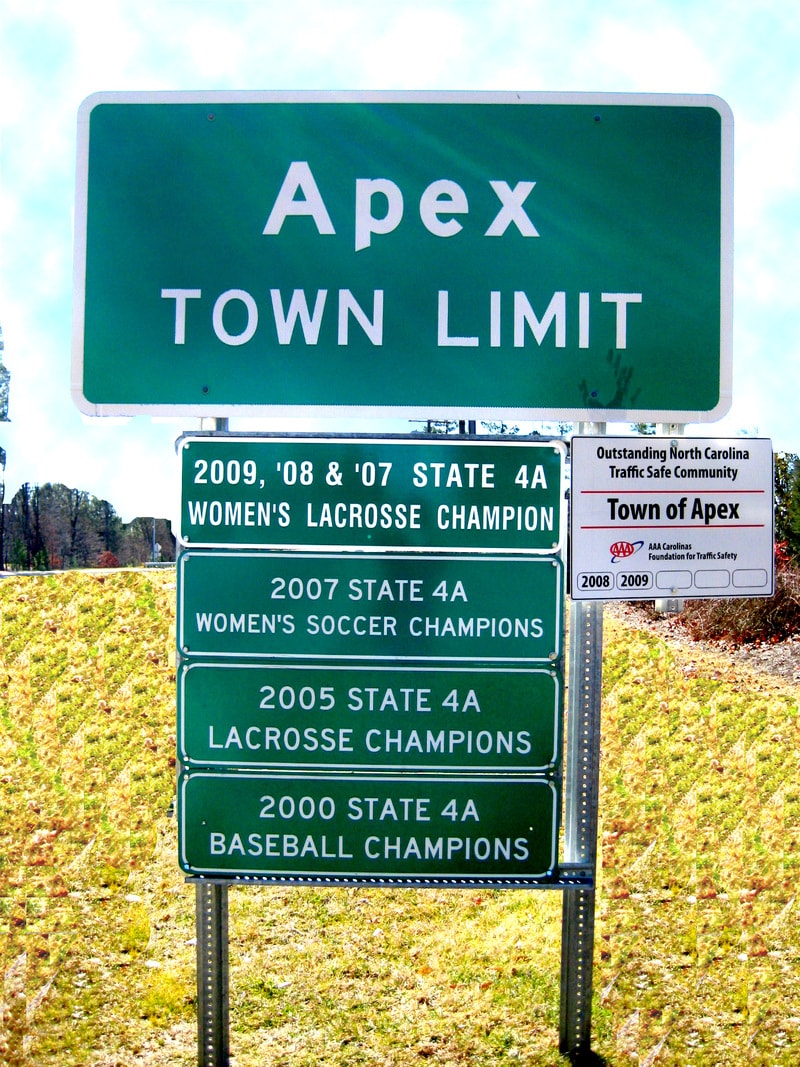 Apex
TOWN LIMIT
2009, '08 & '07 STATE 4A
WOMEN'S LACROSSE CHAMPION
2007 STATE 4A
WOMEN'S SOCCER CHAMPIONS
2005 STATE 4A
LACROSSE CHAMPIONS
2000 STATE 4A
BASEBALL CHAMPIONS
Outstanding North Carolina
Traffic Safe Community
Town of Apex
AAA
AAA Carolinas
Foundation for Traffic Safety
2008 2009